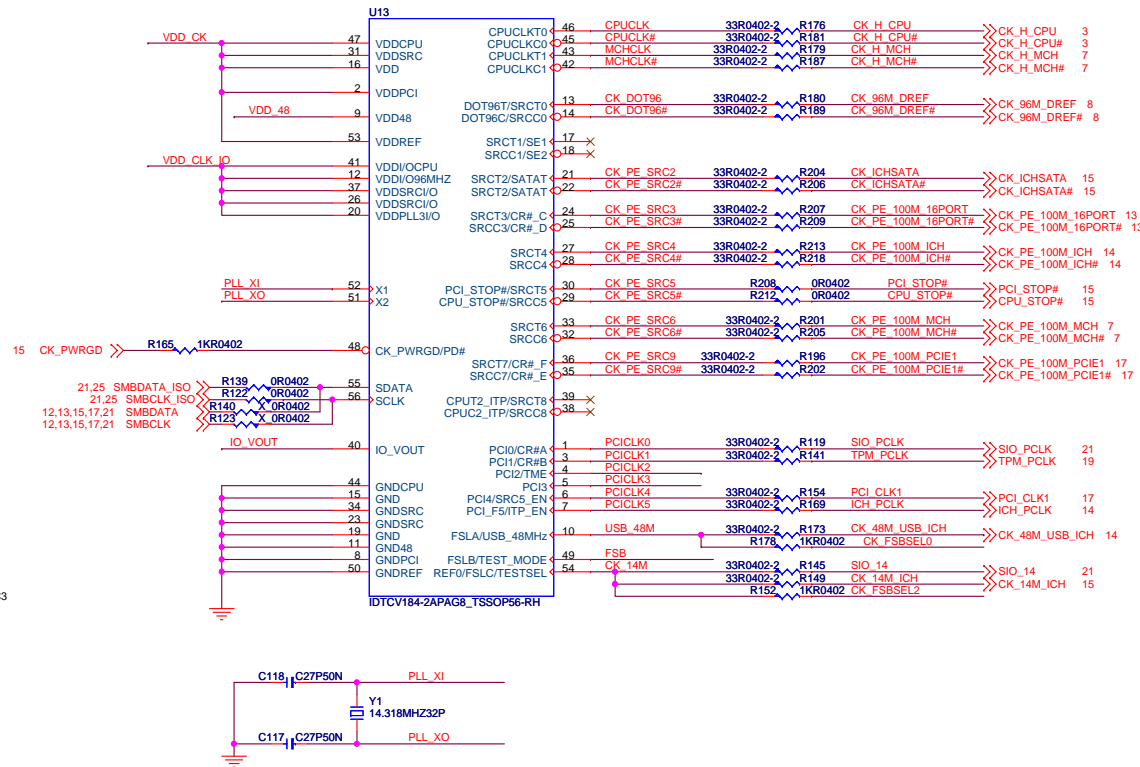 U13
VDD_CK 47 VDDCPU CPUCLKT0 46 CPUCLK 33R0402-2 R176 CK_H_CPU CK_H_CPU 3
31 VDDSRC CPUCLKC0 45 CPUCLK# 33R0402-2 R181 CK_H_CPU# CK_H_CPU# 3
16 VDD CPUCLKT1 43 MCHCLK 33R0402-2 R179 CK_H_MCH CK_H_MCH 7
CPUCLKC1 42 MCHCLK# 33R0402-2 R187 CK_H_MCH# CK_H_MCH# 7
2 VDDPCI
VDD_48 9 VDD48 DOT96T/SRCT0 13 CK_DOT96 33R0402-2 R180 CK_96M_DREF CK_96M_DREF 8
DOT96C/SRCC0 14 CK_DOT96# 33R0402-2 R189 CK_96M_DREF# CK_96M_DREF# 8
53 VDDREF SRCT1/SE1 17
SRCC1/SE2 18
VDD_CLK_IO 41 VDDI/OCPU
12 VDDI/O96MHZ SRCT2/SATAT 21 CK_PE_SRC2 33R0402-2 R204 CK_ICHSATA CK_ICHSATA 15
37 VDDSRCI/O SRCT2/SATAT 22 CK_PE_SRC2# 33R0402-2 R206 CK_ICHSATA# CK_ICHSATA# 15
26 VDDSRCI/O
20 VDDPLL3I/O SRCT3/CR#_C 24 CK_PE_SRC3 33R0402-2 R207 CK_PE_100M_16PORT CK_PE_100M_16PORT 13
SRCC3/CR#_D 25 CK_PE_SRC3# 33R0402-2 R209 CK_PE_100M_16PORT# CK_PE_100M_16PORT# 13
SRCT4 27 CK_PE_SRC4 33R0402-2 R213 CK_PE_100M_ICH CK_PE_100M_ICH 14
SRCC4 28 CK_PE_SRC4# 33R0402-2 R218 CK_PE_100M_ICH# CK_PE_100M_ICH# 14
PLL_XI 52 X1 PCI_STOP#/SRCT5 30 CK_PE_SRC5 R208 0R0402 PCI_STOP# PCI_STOP# 15
PLL_XO 51 X2 CPU_STOP#/SRCC5 29 CK_PE_SRC5# R212 0R0402 CPU_STOP# CPU_STOP# 15
SRCT6 33 CK_PE_SRC6 33R0402-2 R201 CK_PE_100M_MCH CK_PE_100M_MCH 7
SRCC6 32 CK_PE_SRC6# 33R0402-2 R205 CK_PE_100M_MCH# CK_PE_100M_MCH# 7
15 CK_PWRGD R165 1KR0402 48 CK_PWRGD/PD#
SRCT7/CR#_F 36 CK_PE_SRC9 33R0402-2 R196 CK_PE_100M_PCIE1 CK_PE_100M_PCIE1 17
SRCC7/CR#_E 35 CK_PE_SRC9# 33R0402-2 R202 CK_PE_100M_PCIE1# CK_PE_100M_PCIE1# 17
21,25 SMBDATA_ISO R139 0R0402 55 SDATA
21,25 SMBCLK_ISO R122 0R0402 56 SCLK CPUT2_ITP/SRCT8 39
12,13,15,17,21 SMBDATA R140 X_0R0402 CPUC2_ITP/SRCC8 38
12,13,15,17,21 SMBCLK R123 X_0R0402
IO_VOUT 40 IO_VOUT PCI0/CR#A 1 PCICLK0 33R0402-2 R119 SIO_PCLK SIO_PCLK 21
PCI1/CR#B 3 PCICLK1 33R0402-2 R141 TPM_PCLK TPM_PCLK 19
PCI2/TME 4 PCICLK2
44 GNDCPU PCI3 5 PCICLK3
15 GND PCI4/SRC5_EN 6 PCICLK4 33R0402-2 R154 PCI_CLK1 PCI_CLK1 17
34 GNDSRC PCI_F5/ITP_EN 7 PCICLK5 33R0402-2 R169 ICH_PCLK ICH_PCLK 14
23 GNDSRC
19 GND FSLA/USB_48MHz 10 USB_48M 33R0402-2 R173 CK_48M_USB_ICH CK_48M_USB_ICH 14
11 GND48 R178 1KR0402 CK_FSBSEL0
8 GNDPCI FSLB/TEST_MODE 49 FSB
50 GNDREF REF0/FSLC/TESTSEL 54 CK_14M 33R0402-2 R145 SIO_14 SIO_14 21
33R0402-2 R149 CK_14M_ICH CK_14M_ICH 15
R152 1KR0402 CK_FSBSEL2
IDTCV184-2APAG8_TSSOP56-RH
C118 C27P50N PLL_XI
Y1
14.318MHZ32P
C117 C27P50N PLL_XO